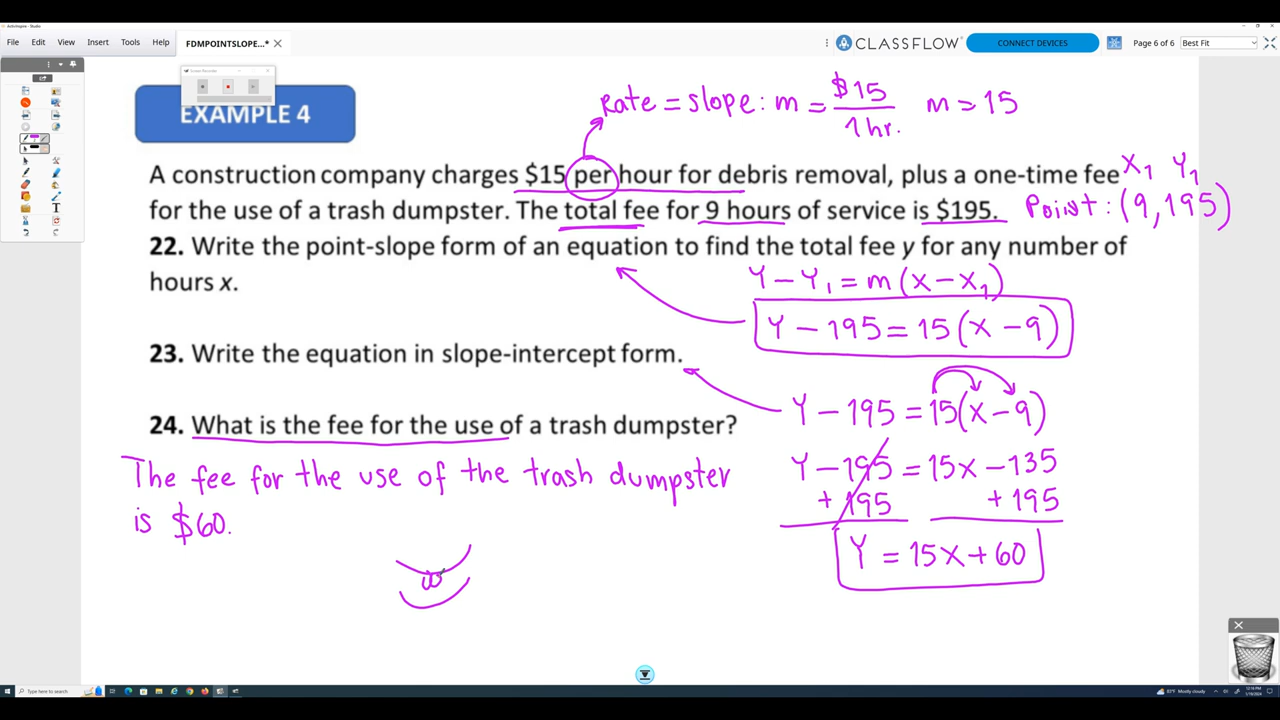 File Edit View Insert Tools Help
FDMPOINTSLOPE...*
CLASSFLOW
CONNECT DEVICES
Page 6 of 6
Best Fit
EXAMPLE 4
Rate = slope: m = $15 / 1 hr. m = 15
A construction company charges $15 per hour for debris removal, plus a one-time fee
X1 Y1
for the use of a trash dumpster. The total fee for 9 hours of service is $195.
Point: (9, 195)
22. Write the point-slope form of an equation to find the total fee y for any number of
hours x.
Y − Y1 = m(X − X1)
Y − 195 = 15(X − 9)
23. Write the equation in slope-intercept form.
Y − 195 = 15(X − 9)
24. What is the fee for the use of a trash dumpster?
The fee for the use of the trash dumpster
is $60.
Y − 195 = 15X − 135
+ 195 + 195
Y = 15X + 60
Type here to search
82°F Mostly cloudy